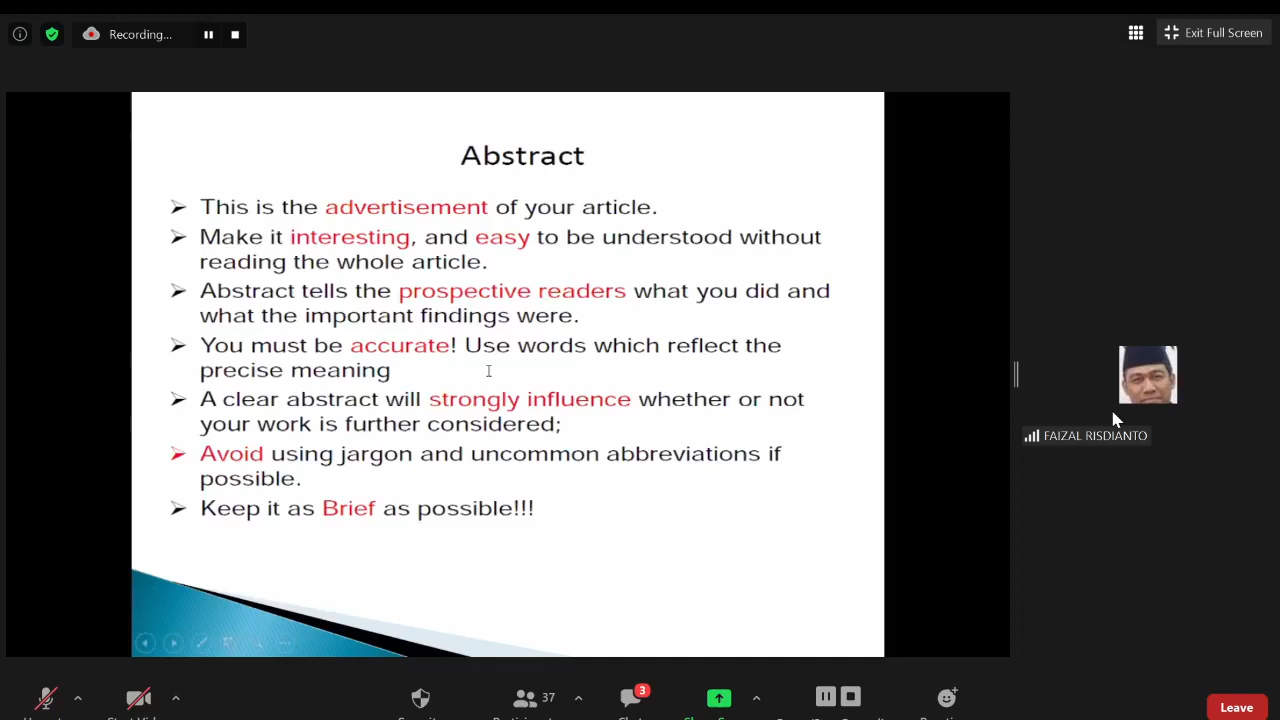 Recording...
Exit Full Screen
Abstract
This is the advertisement of your article.
Make it interesting, and easy to be understood without
reading the whole article.
Abstract tells the prospective readers what you did and
what the important findings were.
You must be accurate! Use words which reflect the
precise meaning
A clear abstract will strongly influence whether or not
your work is further considered;
Avoid using jargon and uncommon abbreviations if
possible.
Keep it as Brief as possible!!!
FAIZAL RISDIANTO
37
3
Leave